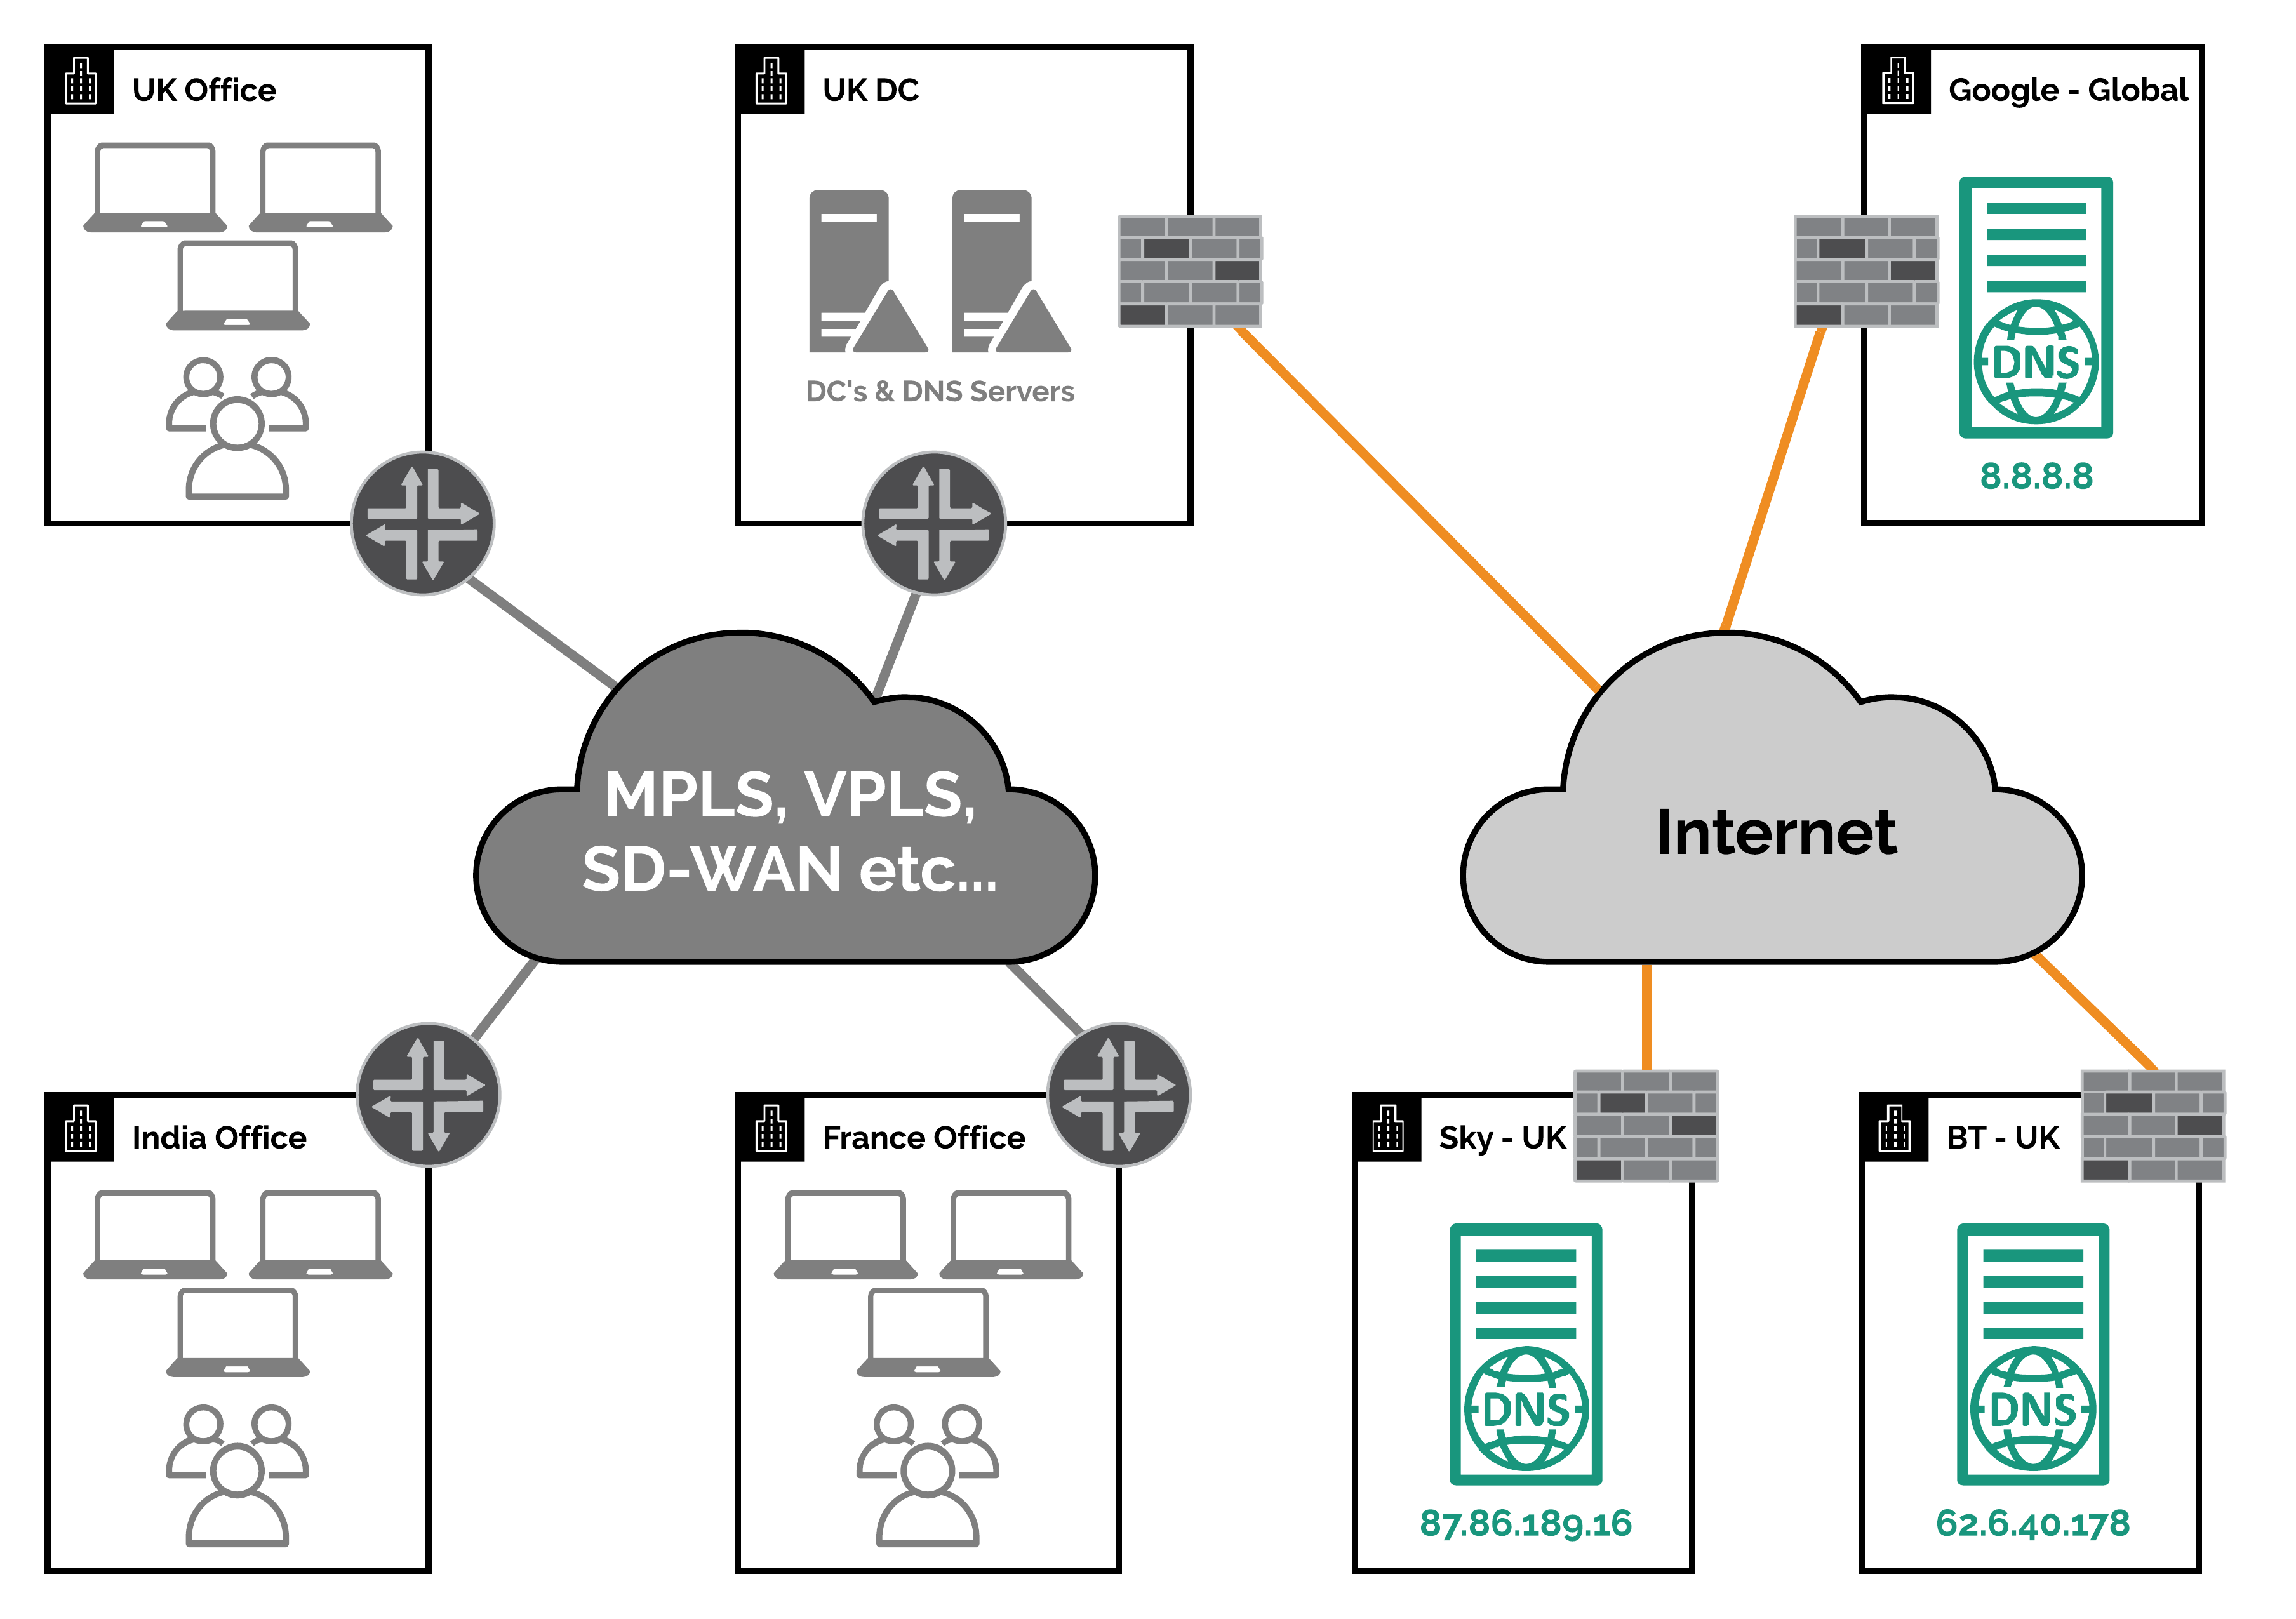 UK Office
UK DC
Google - Global
DNS
DC's & DNS Servers
8.8.8.8
MPLS, VPLS,
SD-WAN etc...
Internet
India Office
France Office
Sky - UK
BT - UK
DNS
DNS
87.86.189.16
62.6.40.178